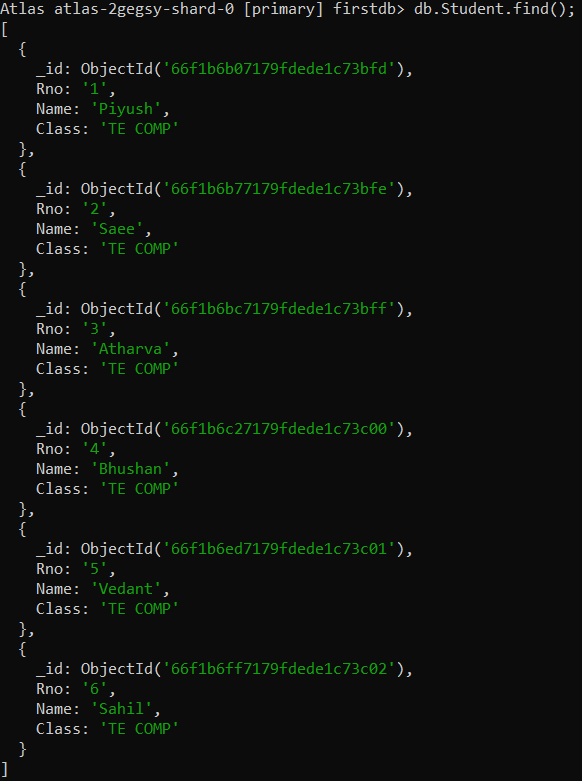 Atlas atlas-2gegsy-shard-0 [primary] firstdb> db.Student.find();
[
  {
    _id: ObjectId('66f1b6b07179fdede1c73bfd'),
    Rno: '1',
    Name: 'Piyush',
    Class: 'TE COMP'
  },
  {
    _id: ObjectId('66f1b6b77179fdede1c73bfe'),
    Rno: '2',
    Name: 'Saee',
    Class: 'TE COMP'
  },
  {
    _id: ObjectId('66f1b6bc7179fdede1c73bff'),
    Rno: '3',
    Name: 'Atharva',
    Class: 'TE COMP'
  },
  {
    _id: ObjectId('66f1b6c27179fdede1c73c00'),
    Rno: '4',
    Name: 'Bhushan',
    Class: 'TE COMP'
  },
  {
    _id: ObjectId('66f1b6ed7179fdede1c73c01'),
    Rno: '5',
    Name: 'Vedant',
    Class: 'TE COMP'
  },
  {
    _id: ObjectId('66f1b6ff7179fdede1c73c02'),
    Rno: '6',
    Name: 'Sahil',
    Class: 'TE COMP'
  }
]